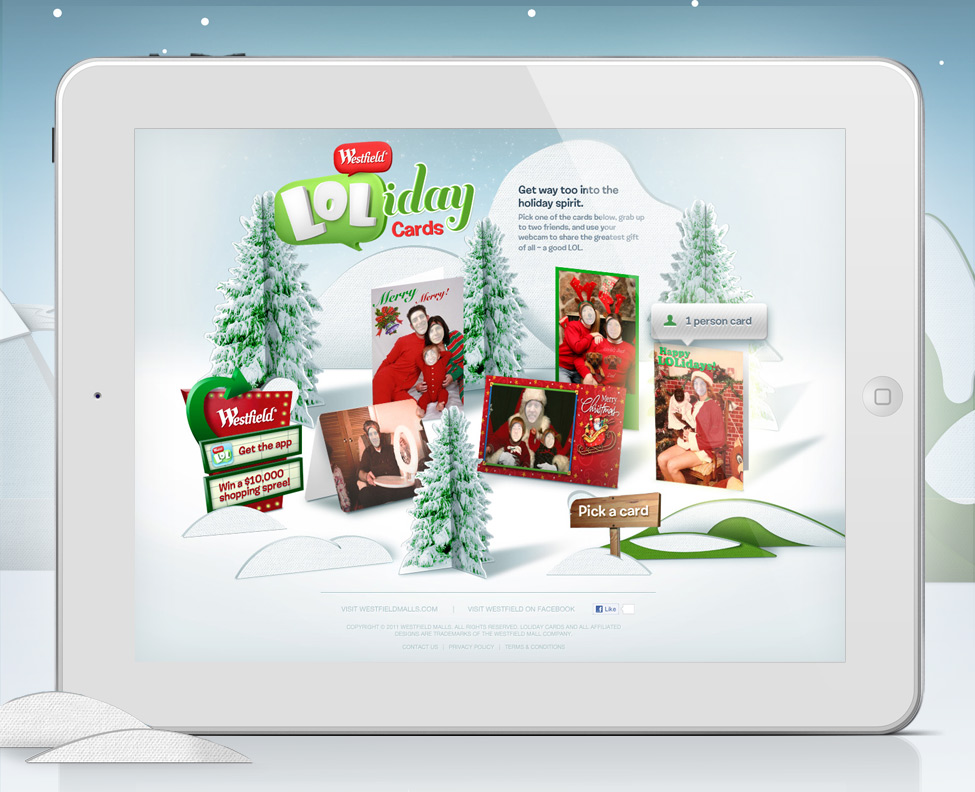 Westfield
LOLiday
Cards
Get way too into the
holiday spirit.
Pick one of the cards below, grab up
to two friends, and use your
webcam to share the greatest gift
of all – a good LOL.
Merry Merry!
1 person card
Happy
LOLidays!
Merry
Christmas
Westfield
LOL
Get the app
Win a $10,000
shopping spree!
Pick a card
VISIT WESTFIELDMALLS.COM | VISIT WESTFIELD ON FACEBOOK
Like
COPYRIGHT © 2011 WESTFIELD MALLS. ALL RIGHTS RESERVED. LOLIDAY CARDS AND ALL AFFILIATED
DESIGNS ARE TRADEMARKS OF THE WESTFIELD MALL COMPANY.
CONTACT US | PRIVACY POLICY | TERMS & CONDITIONS